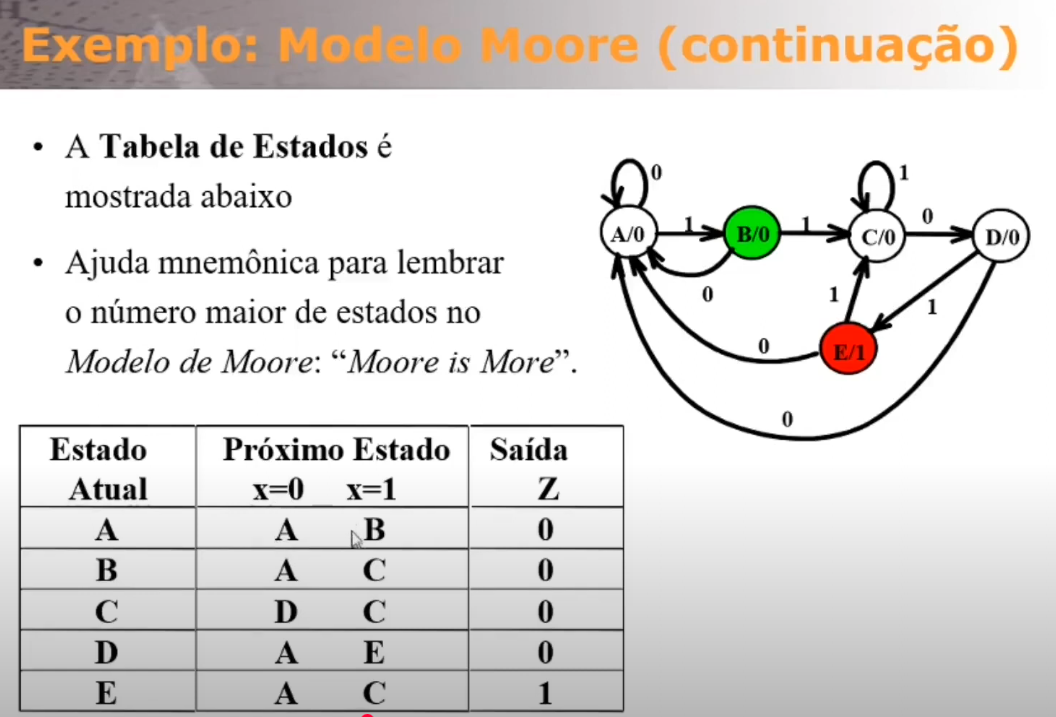 Exemplo: Modelo Moore (continuação)
• A Tabela de Estados é
mostrada abaixo
• Ajuda mnemônica para lembrar
o número maior de estados no
Modelo de Moore: “Moore is More”.
0
1
A/0
1
B/0
1
C/0
0
D/0
0
1
1
0
E/1
0
Estado Próximo Estado Saída
Atual x=0 x=1 Z
A A B 0
B A C 0
C D C 0
D A E 0
E A C 1